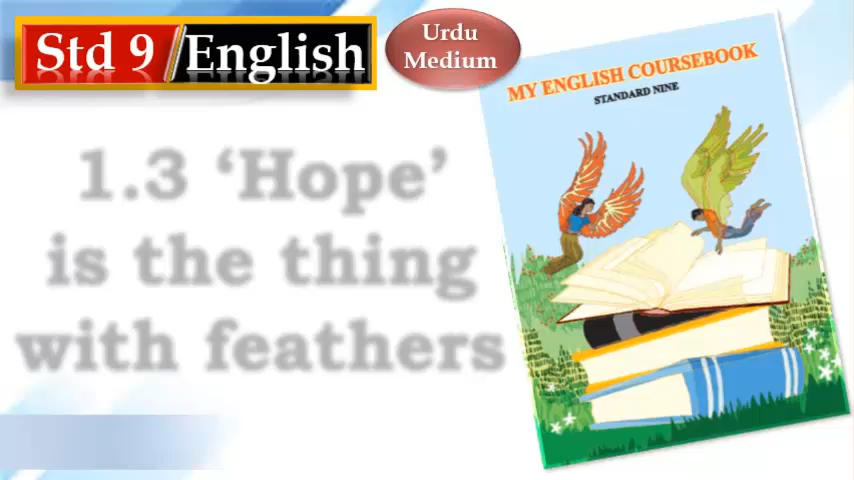 Std 9 / English
Urdu
Medium
MY ENGLISH COURSEBOOK
STANDARD NINE
1.3 ‘Hope’
is the thing
with feathers